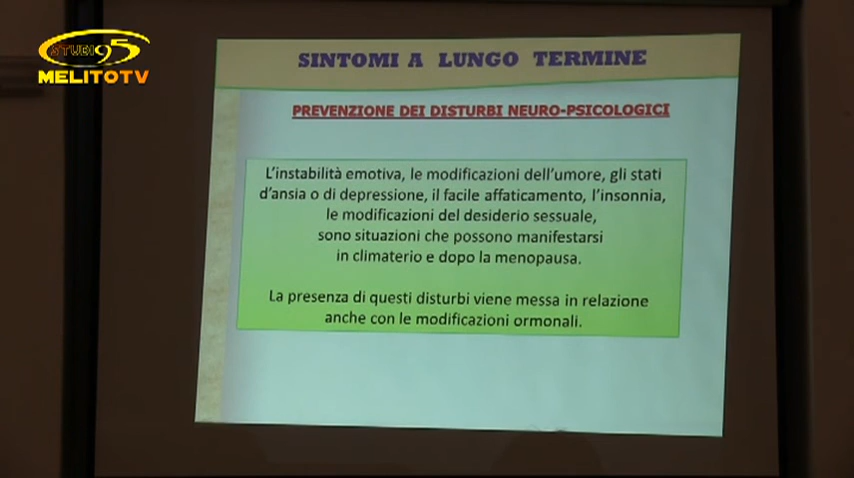 STUDIO 95
MELITOTV
SINTOMI A LUNGO TERMINE
PREVENZIONE DEI DISTURBI NEURO-PSICOLOGICI
L'instabilità emotiva, le modificazioni dell'umore, gli stati
d'ansia o di depressione, il facile affaticamento, l'insonnia,
le modificazioni del desiderio sessuale,
sono situazioni che possono manifestarsi
in climaterio e dopo la menopausa.
La presenza di questi disturbi viene messa in relazione
anche con le modificazioni ormonali.